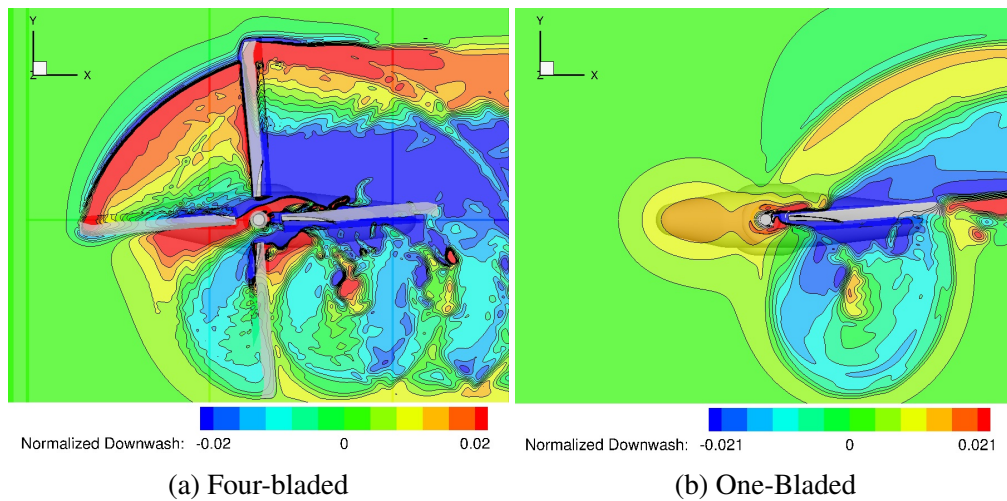 Y
Z X
Normalized Downwash: -0.02 0 0.02
(a) Four-bladed
Y
Z X
Normalized Downwash: -0.021 0 0.021
(b) One-Bladed